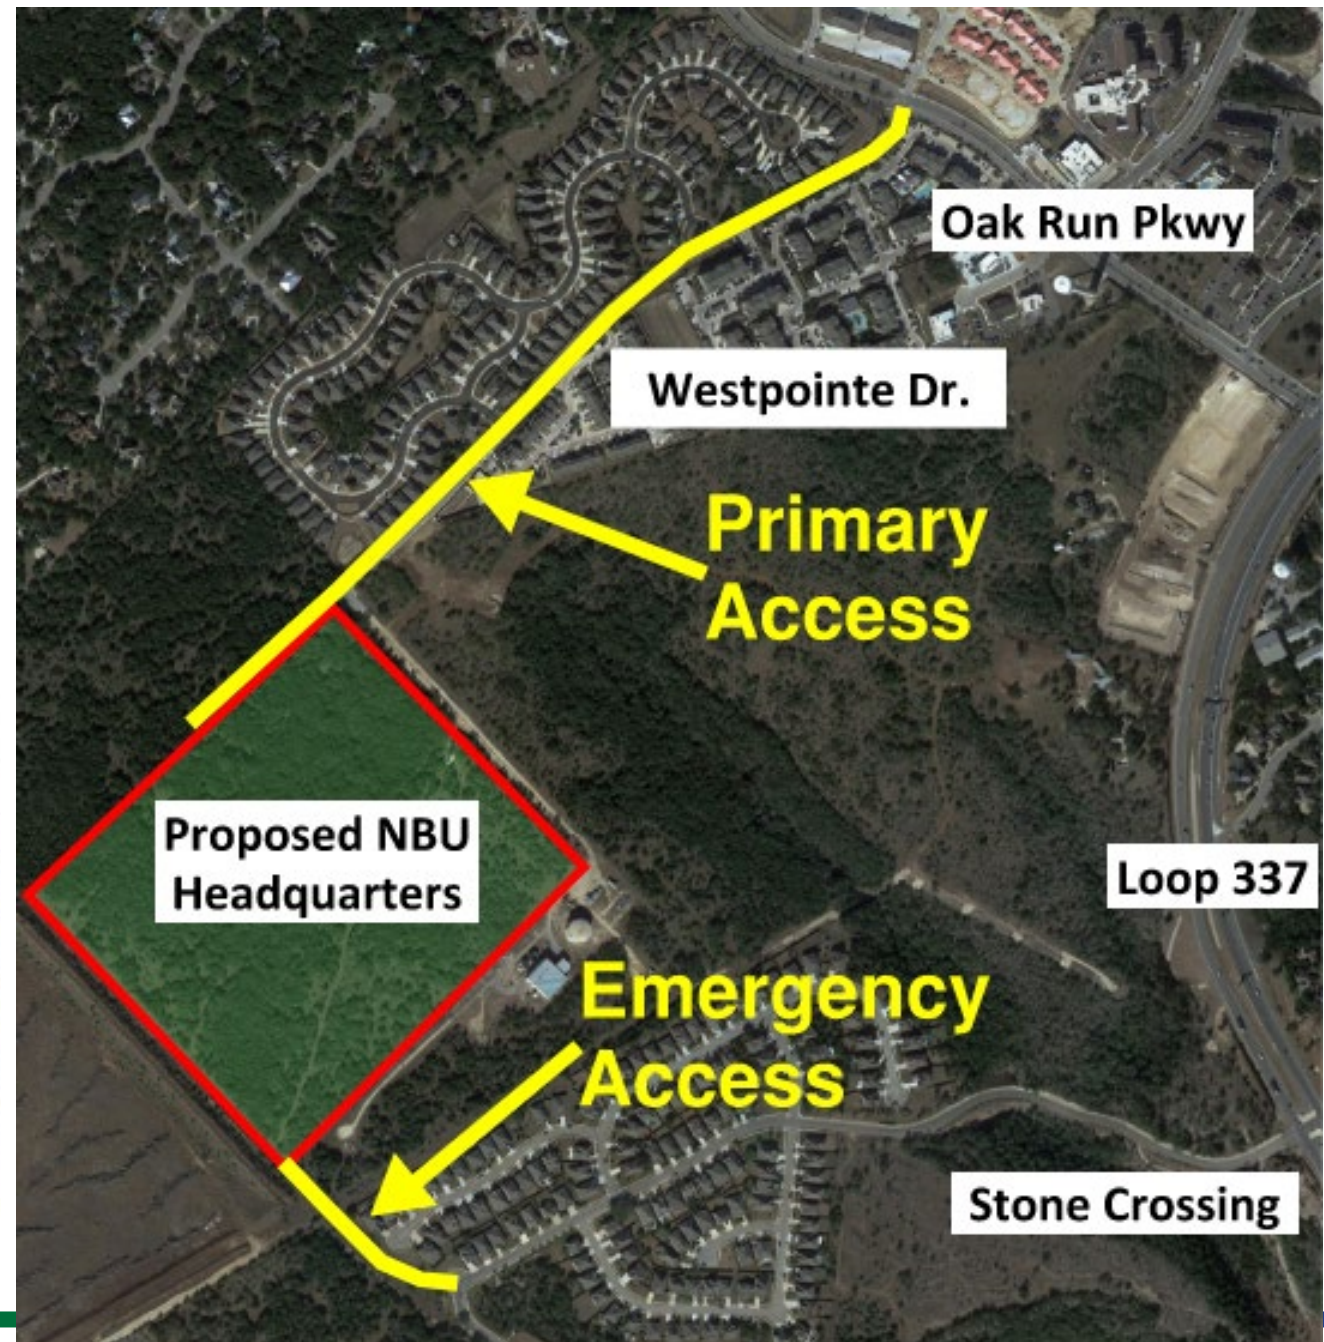 Oak Run Pkwy
Westpointe Dr.
Primary
Access
Proposed NBU
Headquarters
Loop 337
Emergency
Access
Stone Crossing